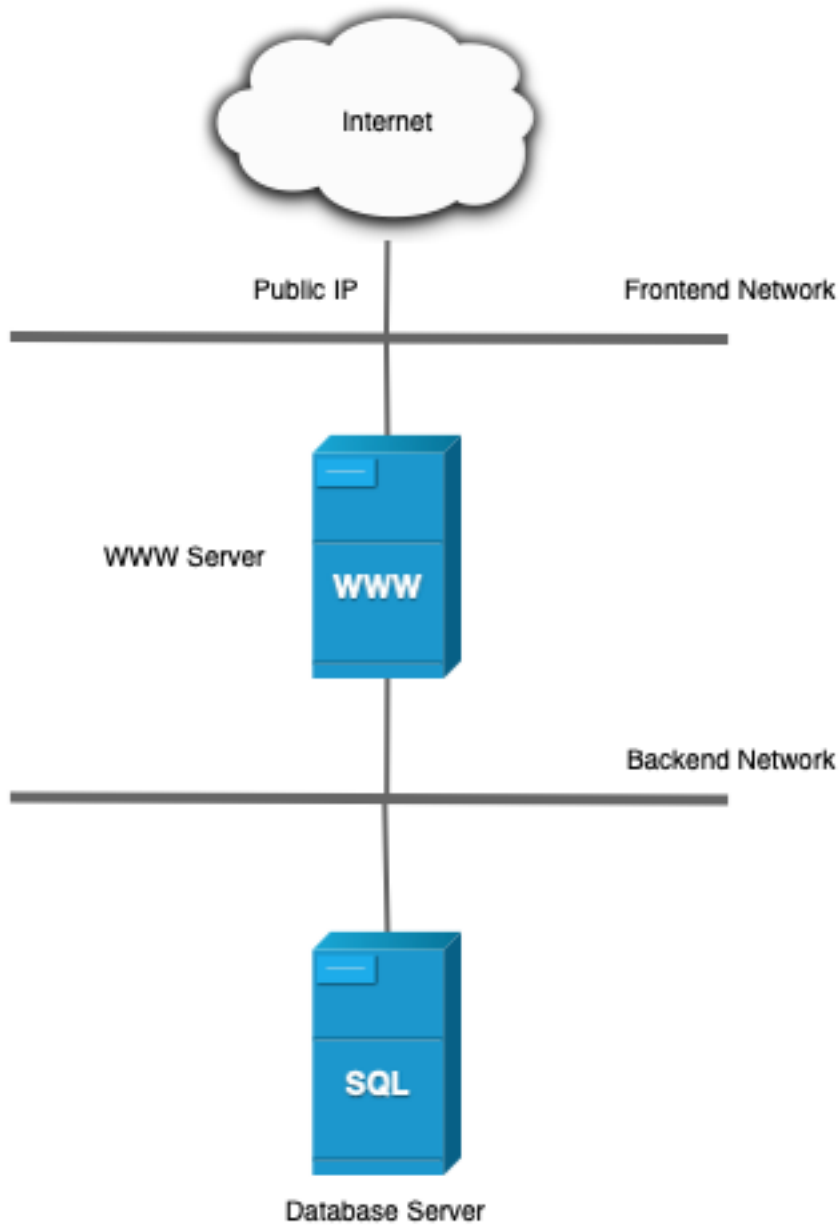 Internet
Public IP
Frontend Network
WWW Server
WWW
Backend Network
SQL
Database Server